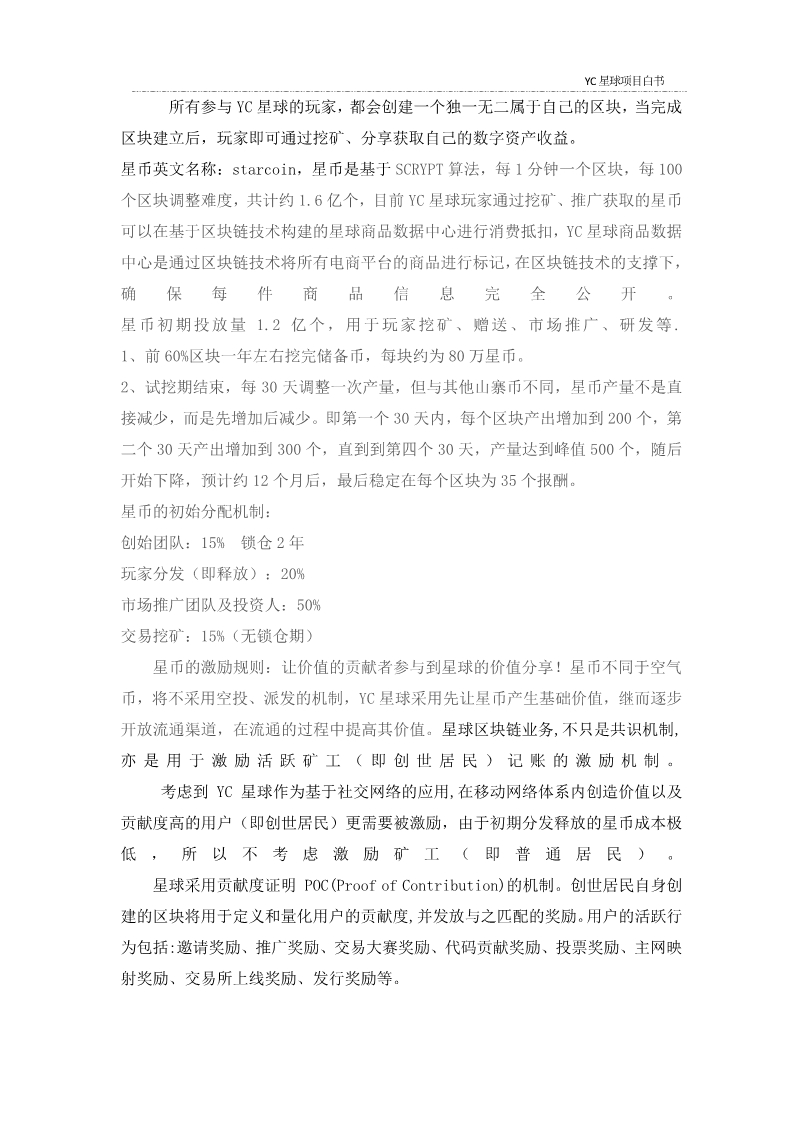 YC 星球项目白书
所有参与 YC 星球的玩家，都会创建一个独一无二属于自己的区块，当完成
区块建立后，玩家即可通过挖矿、分享获取自己的数字资产收益。
星币英文名称：starcoin，星币是基于 SCRYPT 算法，每 1 分钟一个区块，每 100
个区块调整难度，共计约 1.6 亿个，目前 YC 星球玩家通过挖矿、推广获取的星币
可以在基于区块链技术构建的星球商品数据中心进行消费抵扣，YC 星球商品数据
中心是通过区块链技术将所有电商平台的商品进行标记，在区块链技术的支撑下，
确保每件商品信息完全公开。
星币初期投放量 1.2 亿个，用于玩家挖矿、赠送、市场推广、研发等.
1、前 60%区块一年左右挖完储备币，每块约为 80 万星币。
2、试挖期结束，每 30 天调整一次产量，但与其他山寨币不同，星币产量不是直
接减少，而是先增加后减少。即第一个 30 天内，每个区块产出增加到 200 个，第
二个 30 天产出增加到 300 个，直到到第四个 30 天，产量达到峰值 500 个，随后
开始下降，预计约 12 个月后，最后稳定在每个区块为 35 个报酬。
星币的初始分配机制：
创始团队：15% 锁仓 2 年
玩家分发（即释放）：20%
市场推广团队及投资人：50%
交易挖矿：15%（无锁仓期）
星币的激励规则：让价值的贡献者参与到星球的价值分享！星币不同于空气
币，将不采用空投、派发的机制，YC 星球采用先让星币产生基础价值，继而逐步
开放流通渠道，在流通的过程中提高其价值。星球区块链业务,不只是共识机制,
亦是用于激励活跃矿工（即创世居民）记账的激励机制。
考虑到 YC 星球作为基于社交网络的应用,在移动网络体系内创造价值以及
贡献度高的用户（即创世居民）更需要被激励，由于初期分发释放的星币成本极
低，所以不考虑激励矿工（即普通居民）。
星球采用贡献度证明 POC(Proof of Contribution)的机制。创世居民自身创
建的区块将用于定义和量化用户的贡献度,并发放与之匹配的奖励。用户的活跃行
为包括:邀请奖励、推广奖励、交易大赛奖励、代码贡献奖励、投票奖励、主网映
射奖励、交易所上线奖励、发行奖励等。